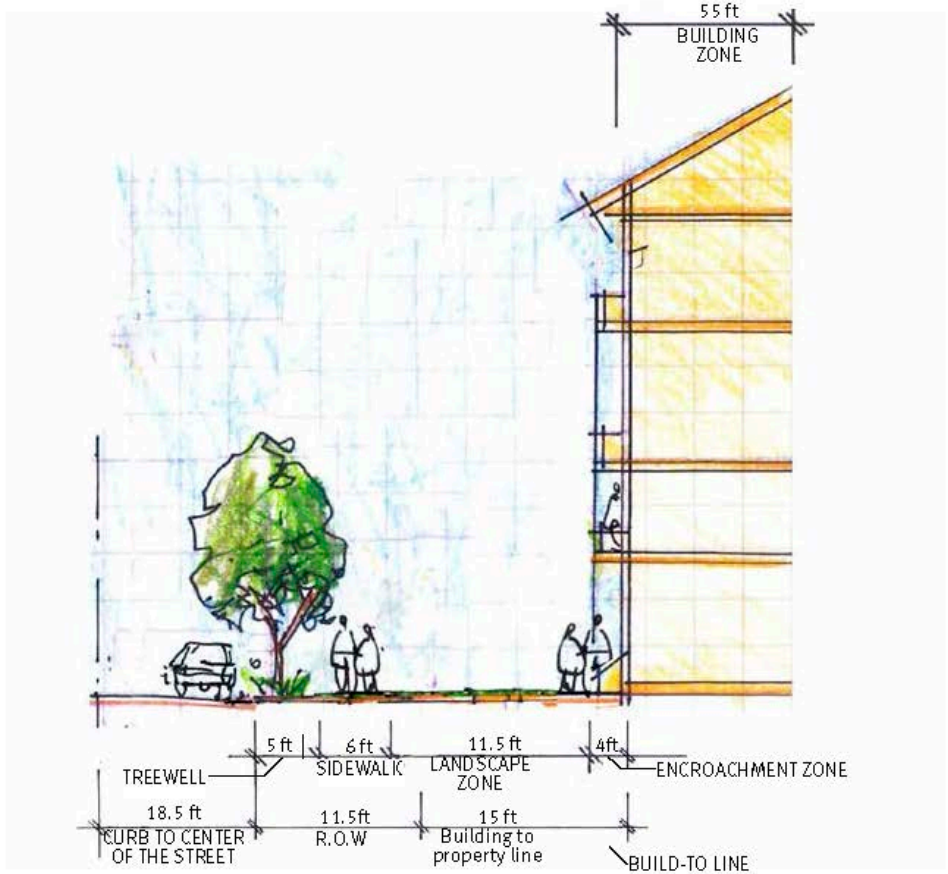 55 ft
BUILDING
ZONE
5 ft
6 ft
11.5 ft
4ft
TREEWELL
SIDEWALK
LANDSCAPE
ZONE
ENCROACHMENT ZONE
18.5 ft
11.5ft
15 ft
CURB TO CENTER
OF THE STREET
R.O.W
Building to
property line
BUILD-TO LINE